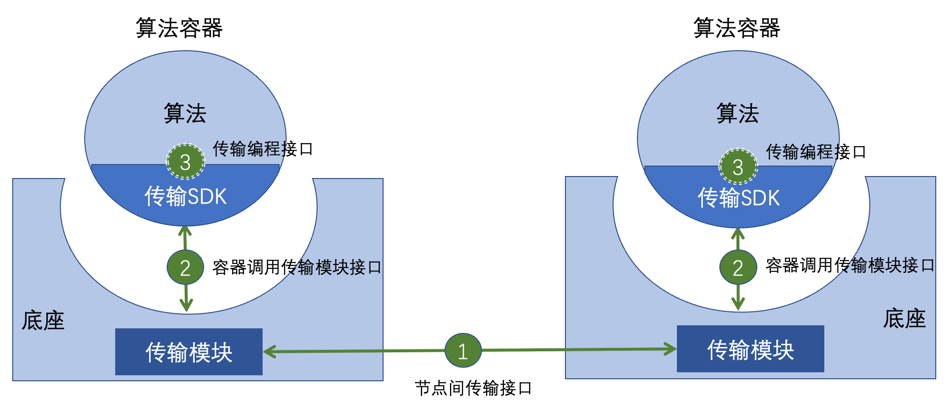 算法容器
算法容器
算法
算法
3
传输编程接口
3
传输编程接口
传输SDK
传输SDK
2
容器调用传输模块接口
2
容器调用传输模块接口
底座
底座
传输模块
1
传输模块
节点间传输接口